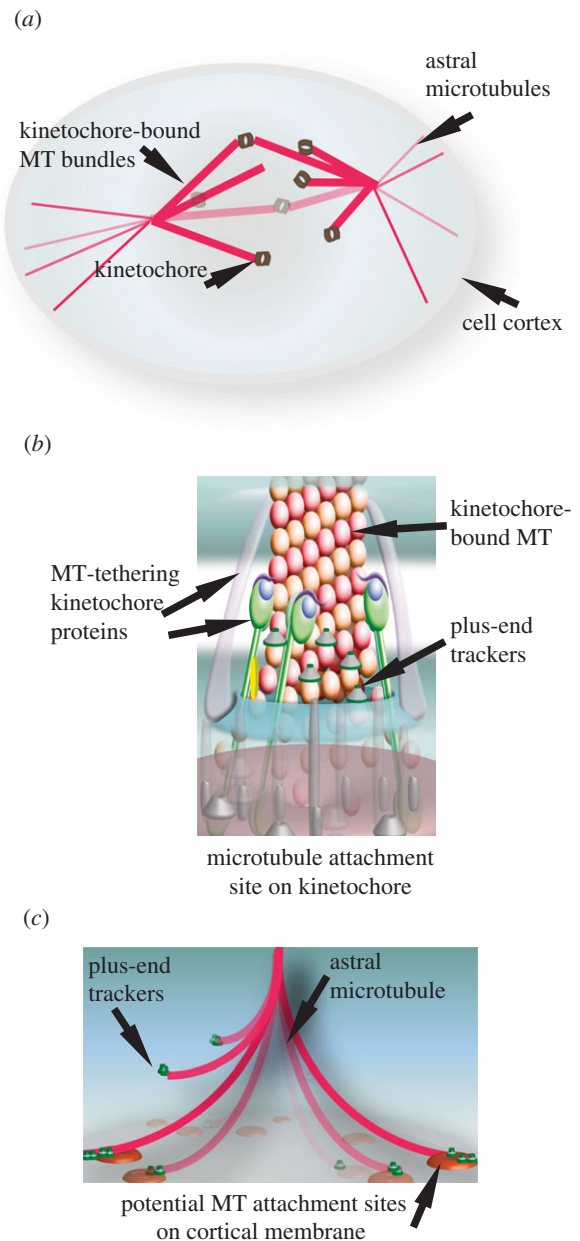 (a)
astral
microtubules
kinetochore-bound
MT bundles
kinetochore
cell cortex
(b)
kinetochore-
bound MT
MT-tethering
kinetochore
proteins
plus-end
trackers
microtubule attachment
site on kinetochore
(c)
plus-end
trackers
astral
microtubule
potential MT attachment sites
on cortical membrane